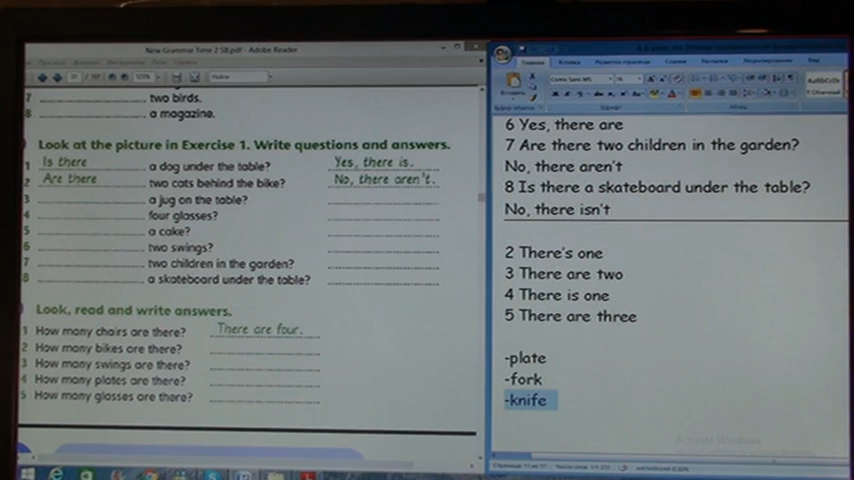 New Grammar Time 2 SB.pdf - Adobe Reader
7 two birds.
8 a magazine.
Look at the picture in Exercise 1. Write questions and answers.
1 Is there a dog under the table? Yes, there is.
2 Are there two cats behind the bike? No, there aren't.
3 a jug on the table?
4 four glasses?
5 a cake?
6 two swings?
7 two children in the garden?
8 a skateboard under the table?
Look, read and write answers.
1 How many chairs are there? There are four.
2 How many bikes are there?
3 How many swings are there?
4 How many plates are there?
5 How many glasses are there?
Главная
Comic Sans MS
6 Yes, there are
7 Are there two children in the garden?
No, there aren't
8 Is there a skateboard under the table?
No, there isn't
2 There's one
3 There are two
4 There is one
5 There are three
-plate
-fork
-knife
Activate Windows